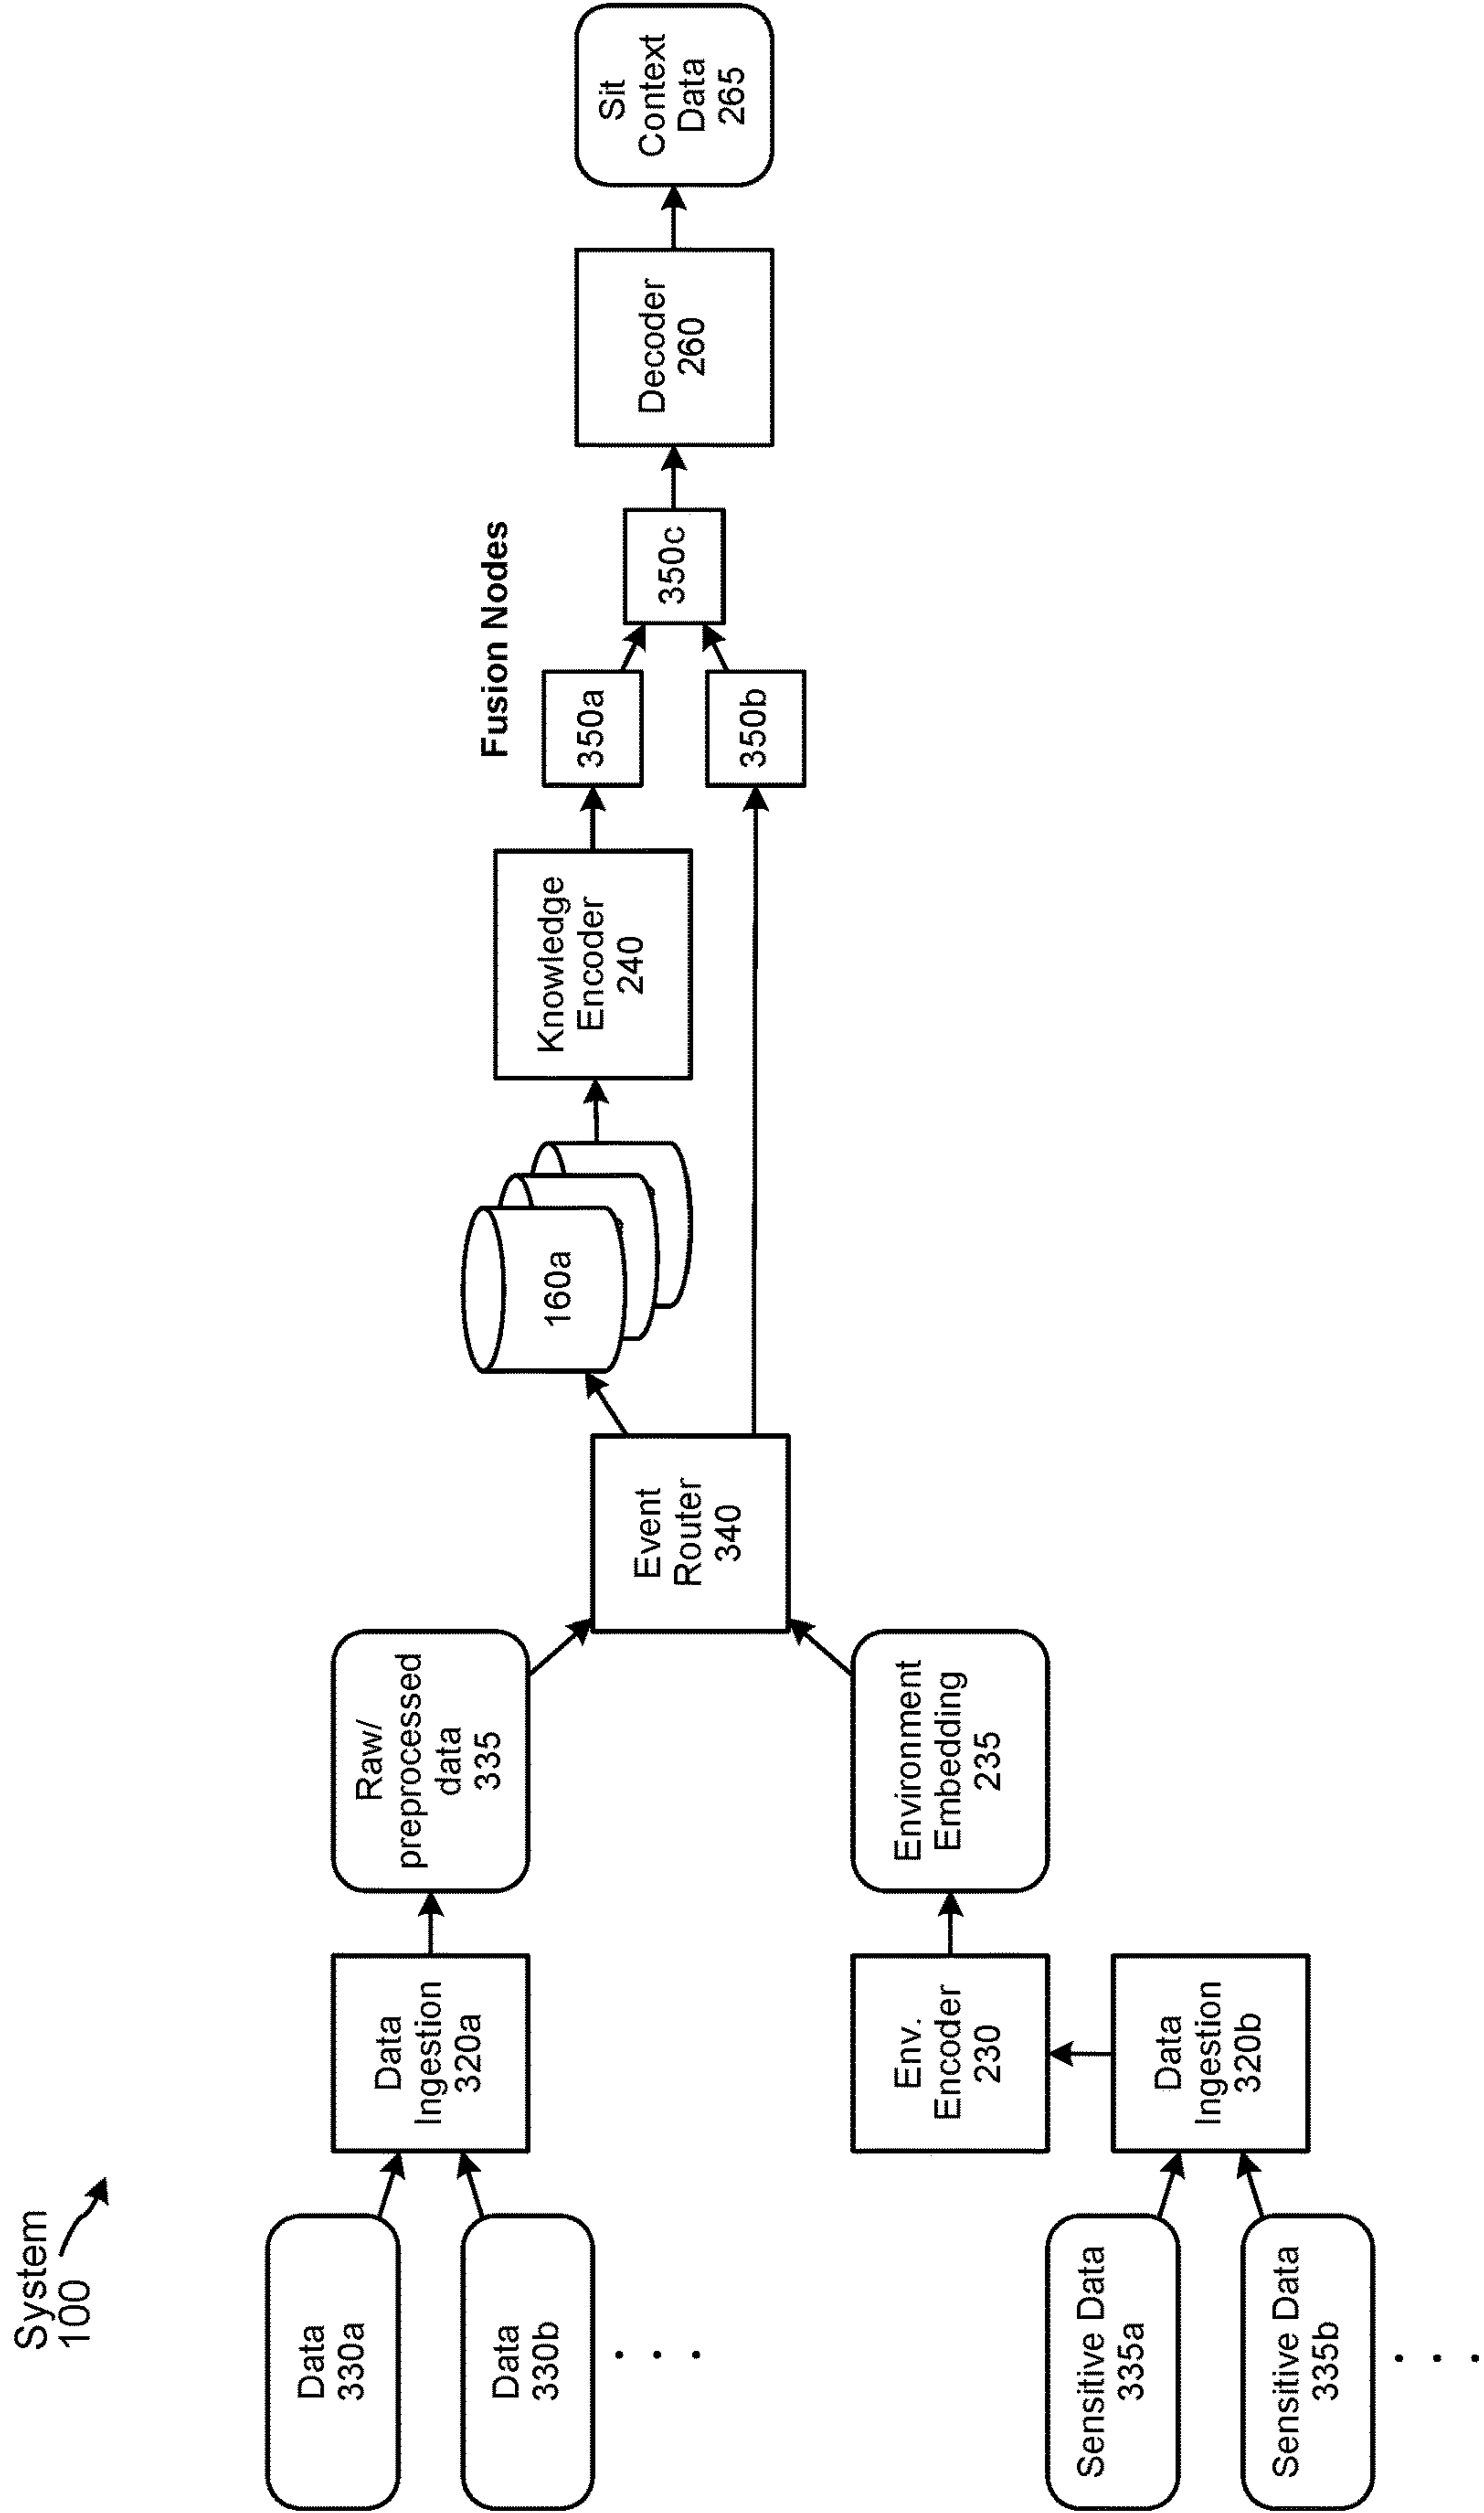 System
100
Data
330a
Data
330b
. . .
Data
Ingestion
320a
Raw/
preprocessed
data
335
Sensitive Data
335a
Sensitive Data
335b
. . .
Data
Ingestion
320b
Env.
Encoder
230
Environment
Embedding
235
Event
Router
340
160a
Knowledge
Encoder
240
Fusion Nodes
350a
350b
350c
Decoder
260
Sit
Context
Data
265